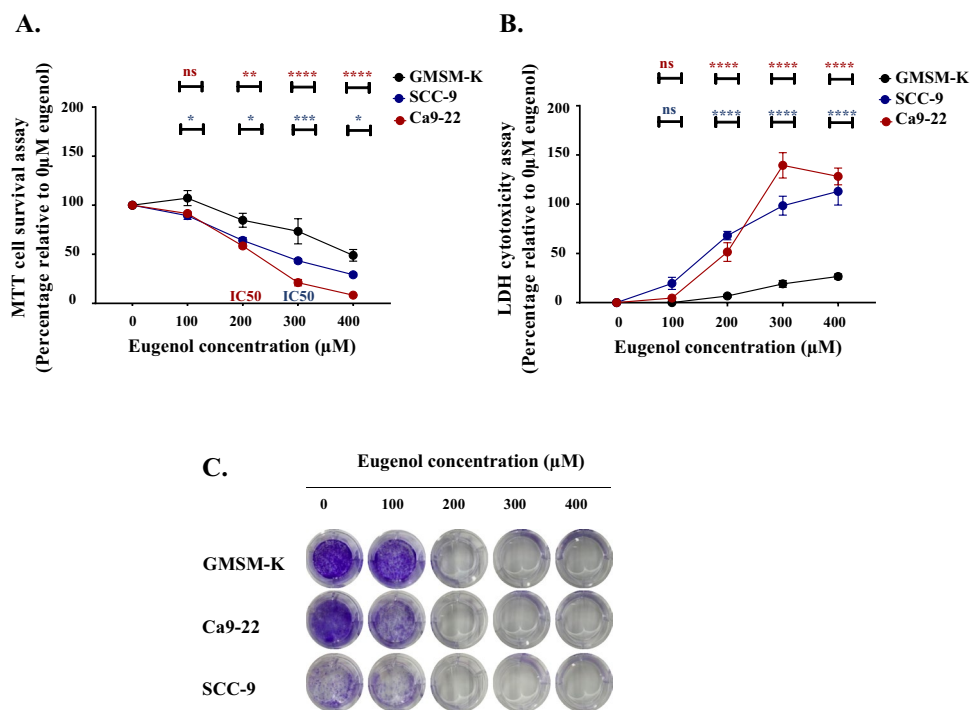 A.
MTT cell survival assay
(Percentage relative to 0µM eugenol)
200
150
100
50
0
ns ** **** ****
* * *** *
GMSM-K
SCC-9
Ca9-22
IC50 IC50
0 100 200 300 400
Eugenol concentration (µM)
B.
LDH cytotoxicity assay
(Percentage relative to 0µM eugenol)
200
150
100
50
0
ns **** **** ****
ns **** **** ****
GMSM-K
SCC-9
Ca9-22
0 100 200 300 400
Eugenol concentration (µM)
C.
Eugenol concentration (µM)
0 100 200 300 400
GMSM-K
Ca9-22
SCC-9